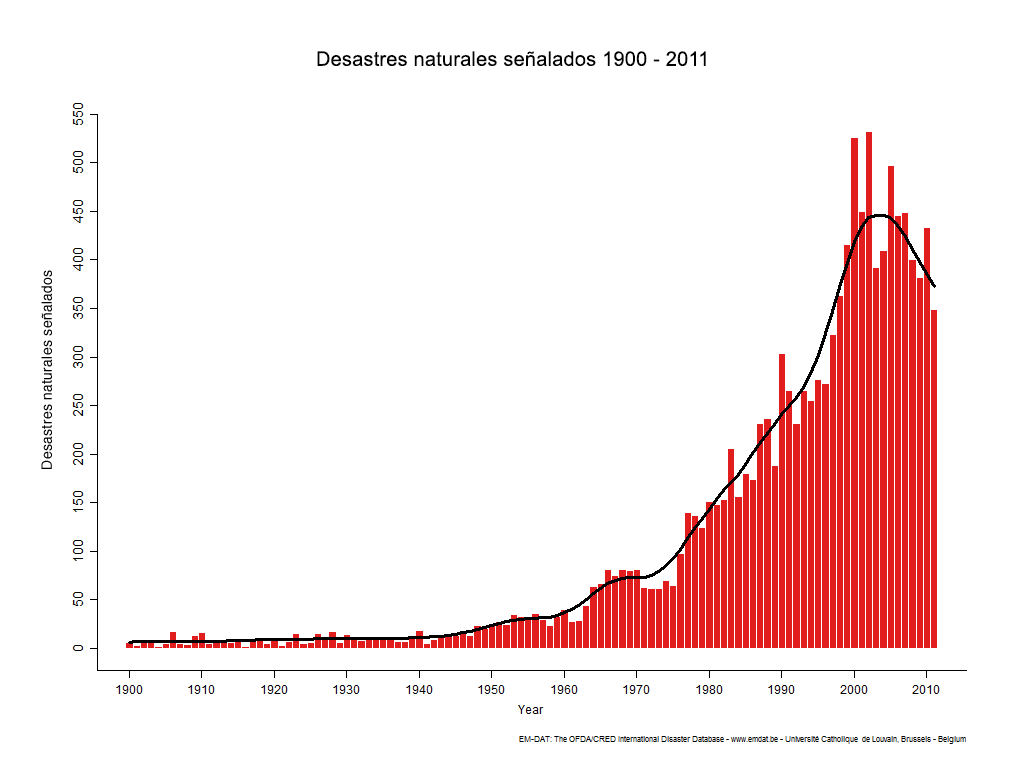 Desastres naturales señalados 1900 - 2011
550
500
450
400
350
300
250
200
150
100
50
0
Desastres naturales señalados
1900 1910 1920 1930 1940 1950 1960 1970 1980 1990 2000 2010
Year
EM-DAT: The OFDA/CRED International Disaster Database - www.emdat.be - Université Catholique de Louvain, Brussels - Belgium